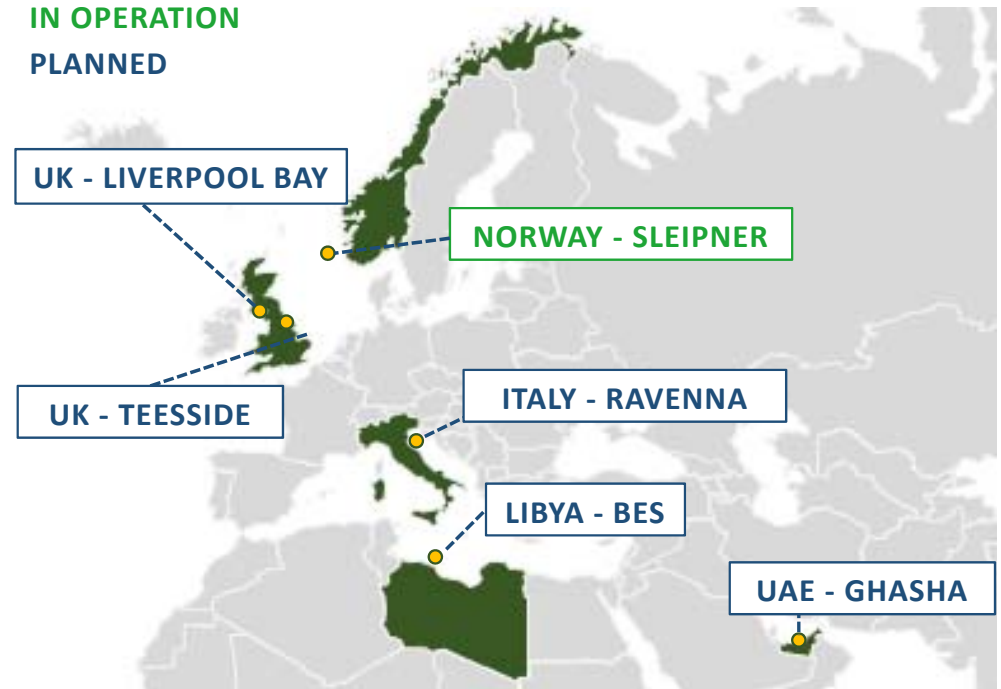 IN OPERATION
PLANNED
UK - LIVERPOOL BAY
NORWAY - SLEIPNER
UK - TEESSIDE
ITALY - RAVENNA
LIBYA - BES
UAE - GHASHA